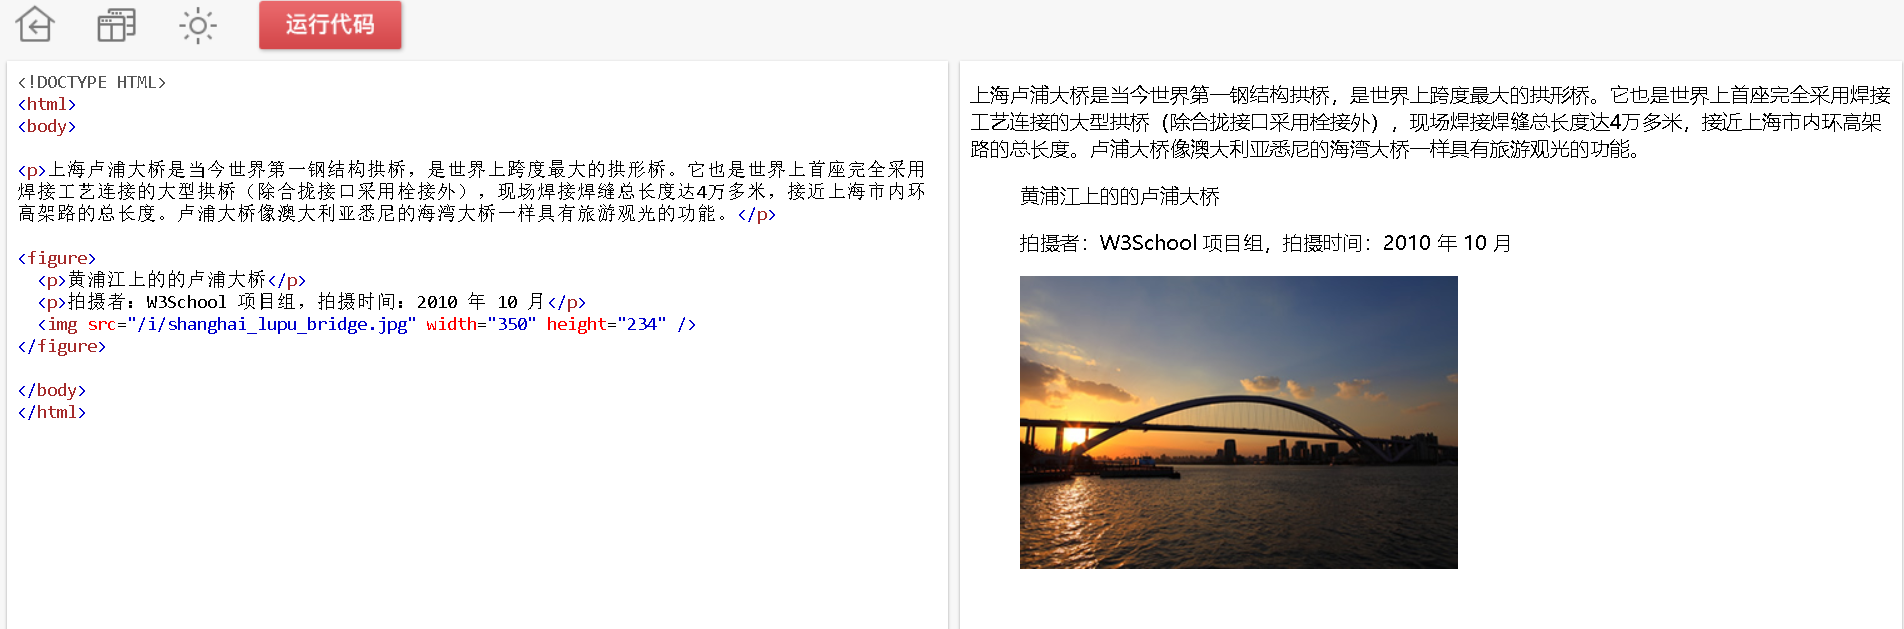 运行代码
<!DOCTYPE HTML>
<html>
<body>
<p>上海卢浦大桥是当今世界第一钢结构拱桥，是世界上跨度最大的拱形桥。它也是世界上首座完全采用
焊接工艺连接的大型拱桥（除合拢接口采用栓接外），现场焊接焊缝总长度达4万多米，接近上海市内环
高架路的总长度。卢浦大桥像澳大利亚悉尼的海湾大桥一样具有旅游观光的功能。</p>
<figure>
  <p>黄浦江上的的卢浦大桥</p>
  <p>拍摄者：W3School 项目组，拍摄时间：2010 年 10 月</p>
  <img src="/i/shanghai_lupu_bridge.jpg" width="350" height="234" />
</figure>
</body>
</html>
上海卢浦大桥是当今世界第一钢结构拱桥，是世界上跨度最大的拱形桥。它也是世界上首座完全采用焊接
工艺连接的大型拱桥（除合拢接口采用栓接外），现场焊接焊缝总长度达4万多米，接近上海市内环高架
路的总长度。卢浦大桥像澳大利亚悉尼的海湾大桥一样具有旅游观光的功能。
黄浦江上的的卢浦大桥
拍摄者：W3School 项目组，拍摄时间：2010 年 10 月